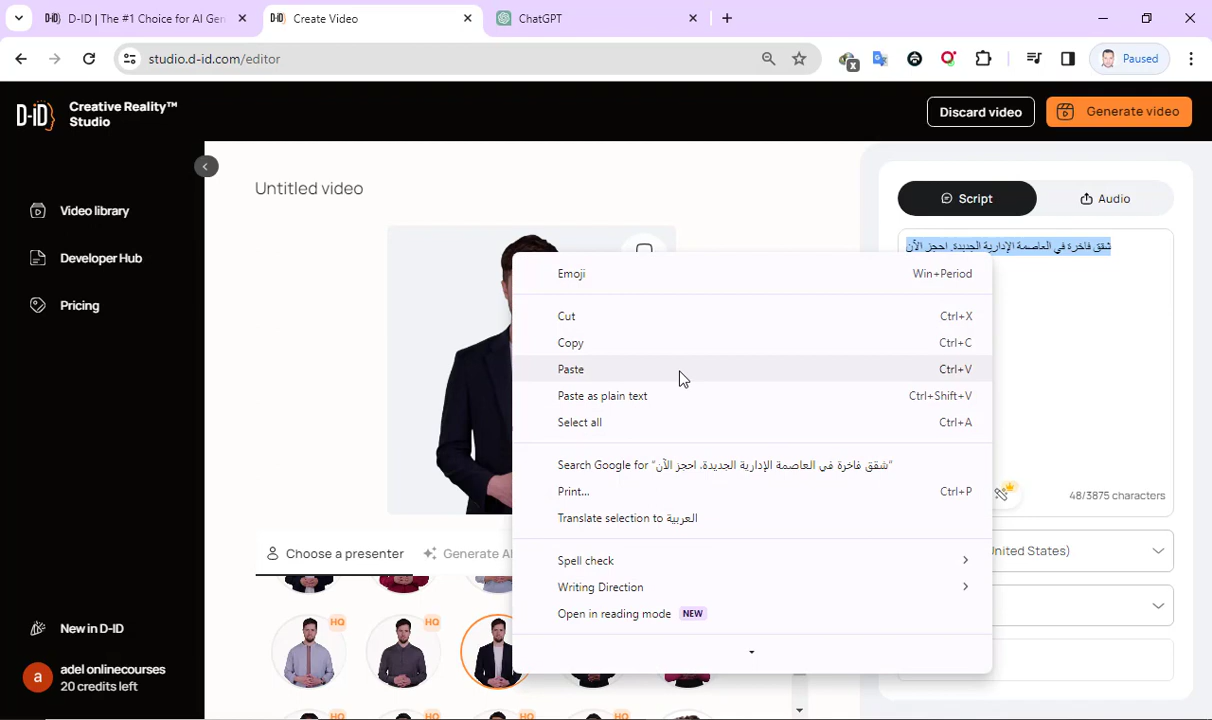 D-ID | The #1 Choice for AI Gen
Create Video
ChatGPT
studio.d-id.com/editor
x
Paused
D-iD
Creative Reality™
Studio
Discard video
Generate video
Video library
Developer Hub
Pricing
New in D-ID
a
adel onlinecourses
20 credits left
Untitled video
Choose a presenter
Generate AI
HQ
HQ
Emoji Win+Period
Cut Ctrl+X
Copy Ctrl+C
Paste Ctrl+V
Paste as plain text Ctrl+Shift+V
Select all Ctrl+A
Search Google for "شقق فاخرة في العاصمة الإدارية الجديدة. احجز الآن"
Print... Ctrl+P
Translate selection to العربية
Spell check
Writing Direction
Open in reading mode NEW
Script
Audio
شقق فاخرة في العاصمة الإدارية الجديدة. احجز الآن
48/3875 characters
United States)